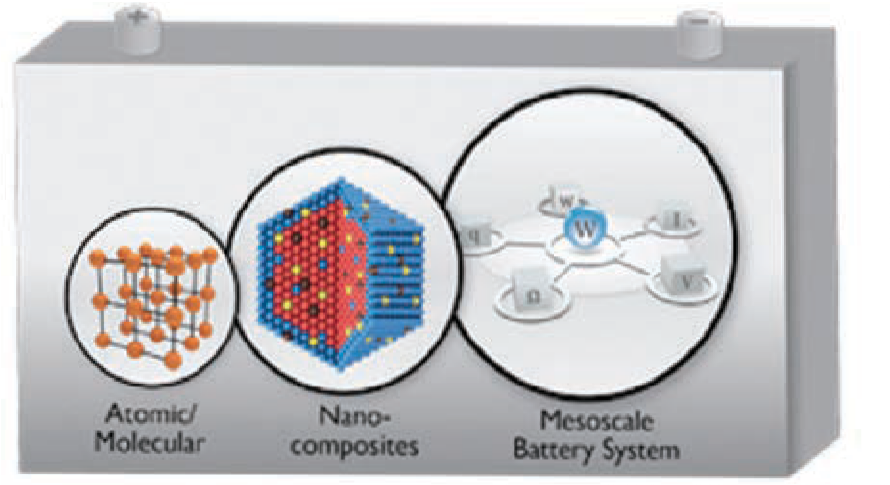 +
−
w
W
q
I
Ω
V
Atomic/
Molecular
Nano-
composites
Mesoscale
Battery System